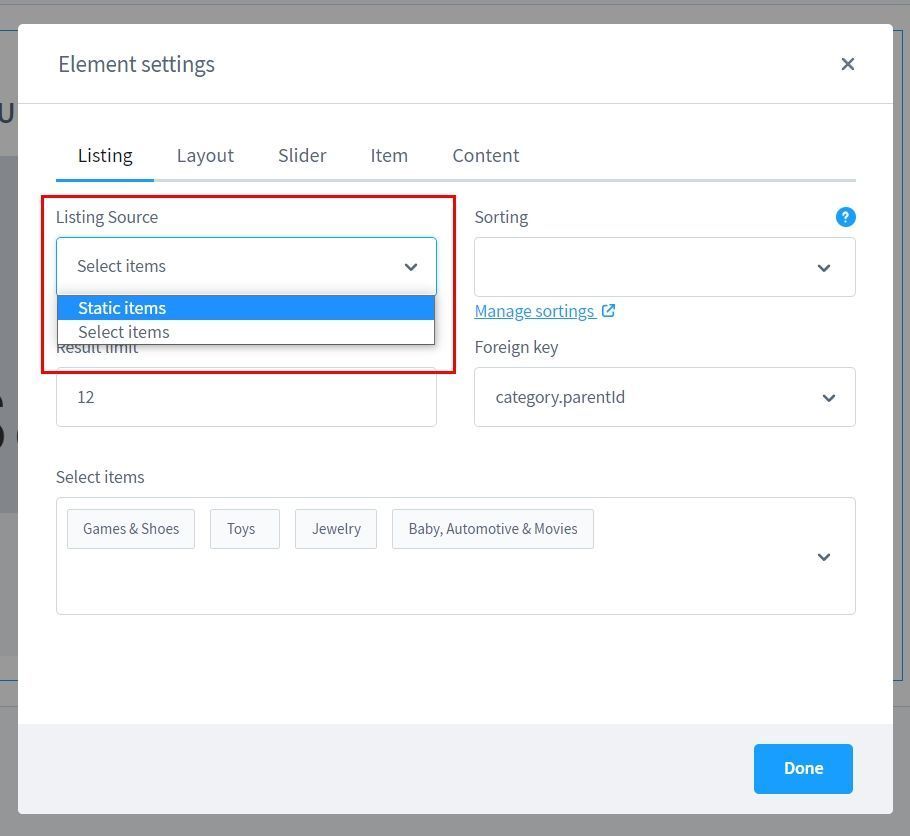 Element settings
Listing Layout Slider Item Content
Listing Source
Sorting
?
Select items
Static items
Select items
Manage sortings
Result limit
Foreign key
12
category.parentId
Select items
Games & Shoes Toys Jewelry Baby, Automotive & Movies
Done